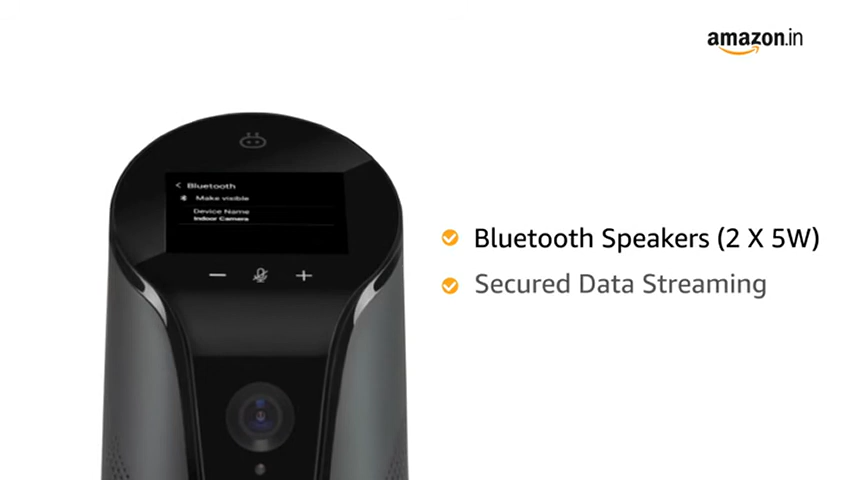 amazon.in
< Bluetooth
Make visible
Device Name
Indoor Camera
Bluetooth Speakers (2 X 5W)
Secured Data Streaming